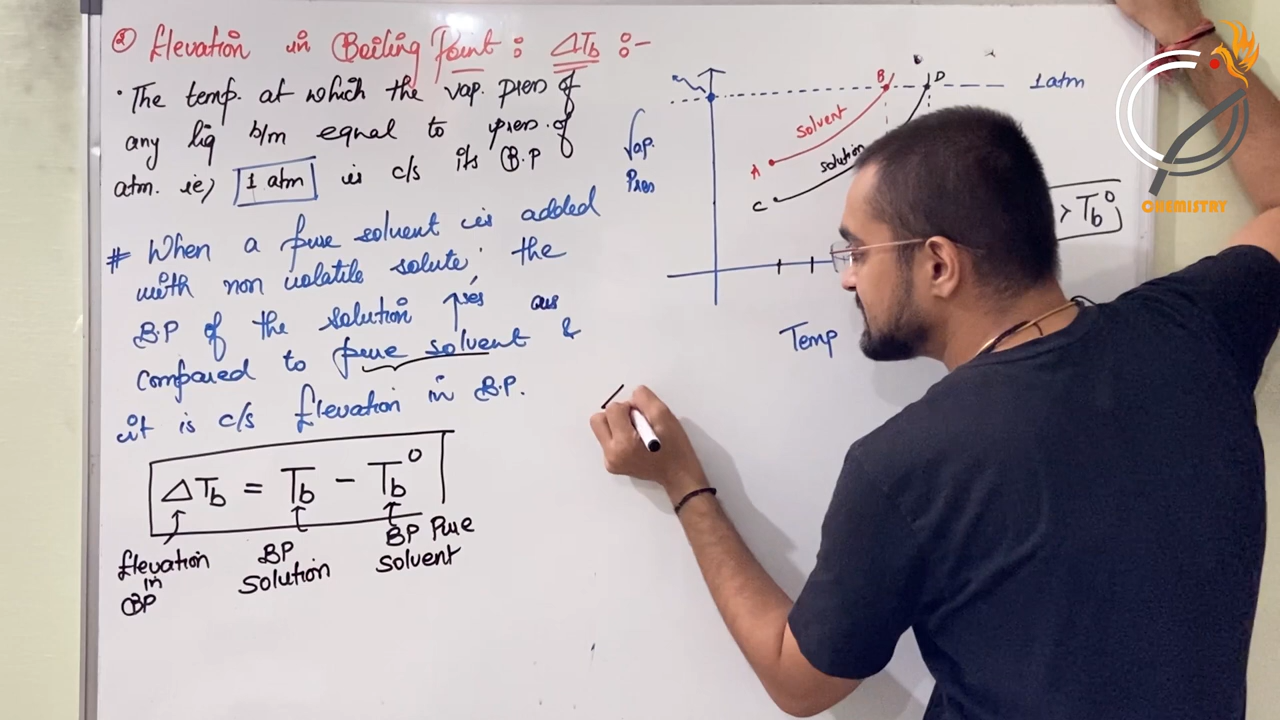 ② Elevation in Boiling Point : ΔTb :-
· The temp. at which the vap. pres of
any liq b/m equal to pres. of
atm. ie, 1 atm is c/s its B.P
# When a pure solvent is added
with non volatile solute, the
B.P of the solution ↑es as
compared to pure solvent &
it is c/s Elevation in B.P.
ΔTb = Tb - Tb°
Elevation
in
BP
BP
solution
BP Pure
solvent
Vap.
Pres
A
solvent
B
C
solution
D
1 atm
> Tb°
Temp
CHEMISTRY